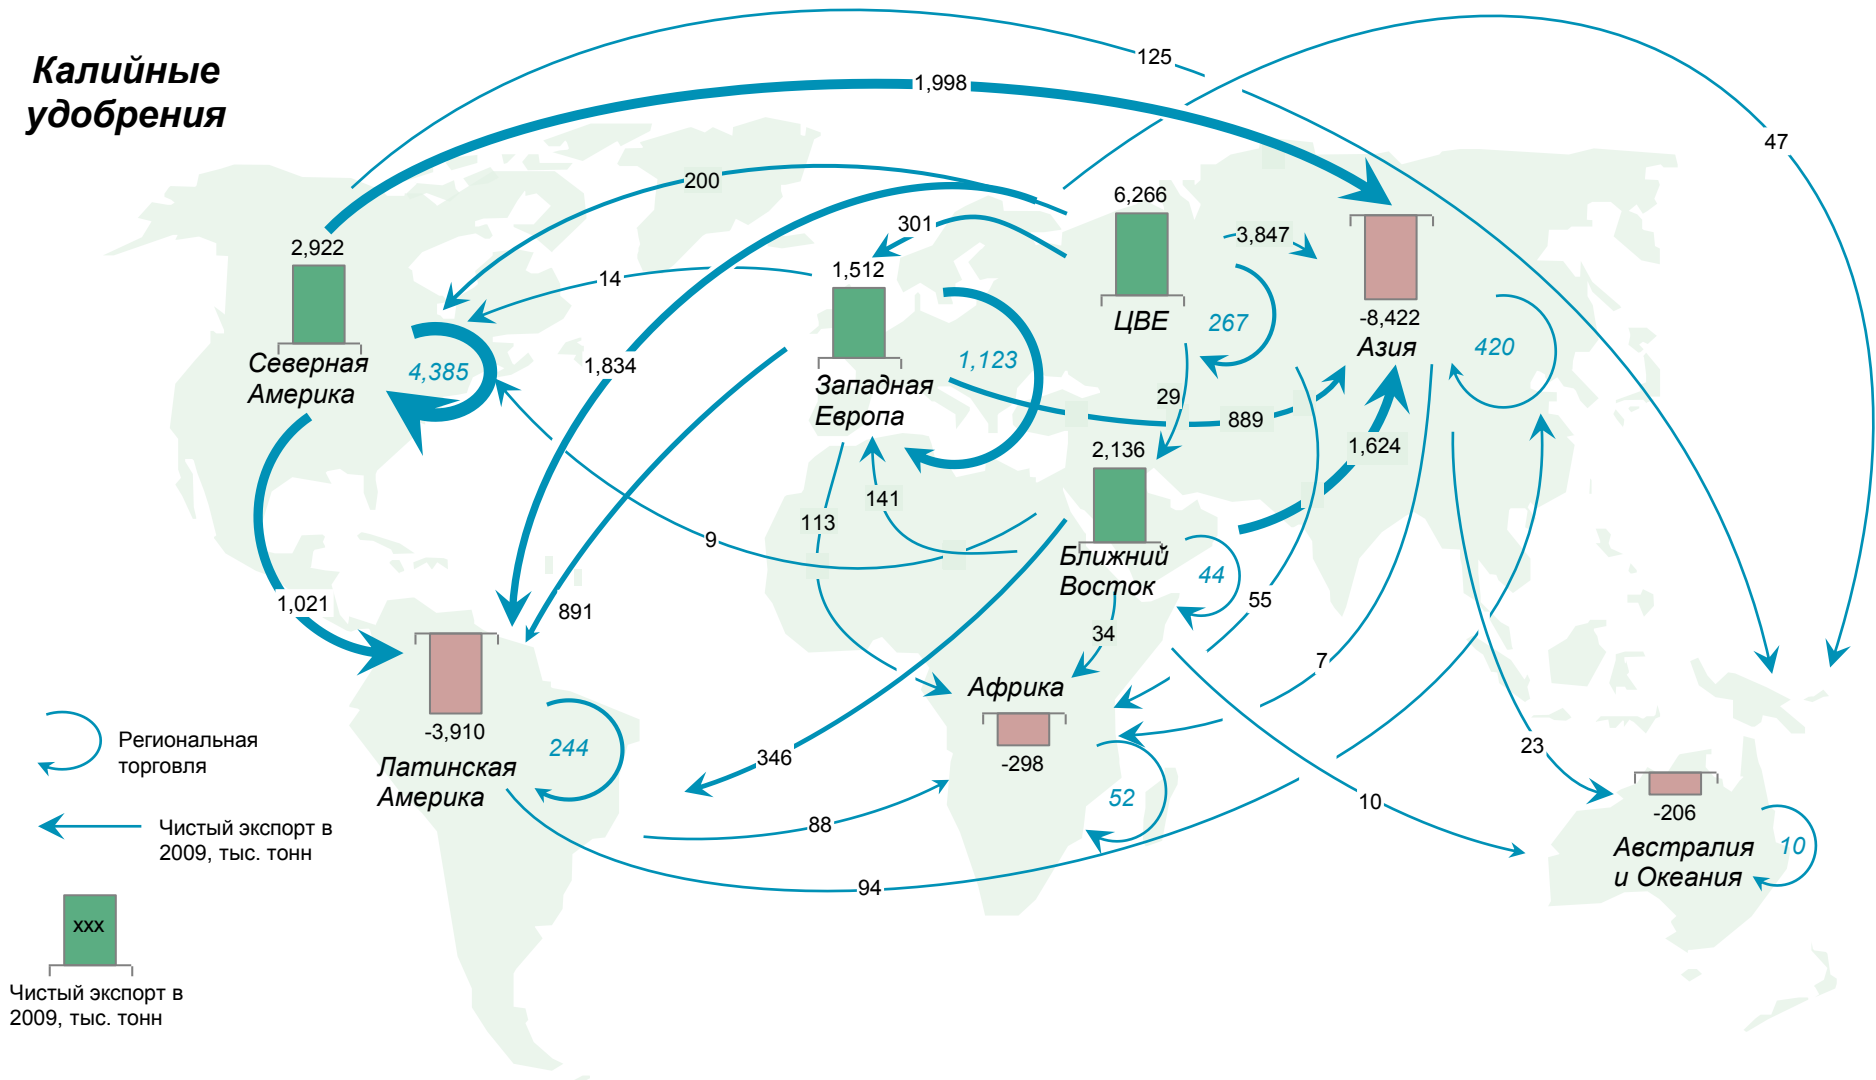 Калийные
удобрения
125
1,998
47
200
6,266
301
3,847
2,922
14
1,512
ЦВЕ
267
-8,422
Азия
420
Северная
Америка
4,385
1,834
1,123
Западная
Европа
29
889
1,624
2,136
141
113
9
Ближний
Восток
44
55
1,021
891
34
7
Африка
-3,910
244
Латинская
Америка
346
-298
52
88
94
23
10
-206
Австралия
и Океания
10
Региональная
торговля
Чистый экспорт в
2009, тыс. тонн
xxx
Чистый экспорт в
2009, тыс. тонн